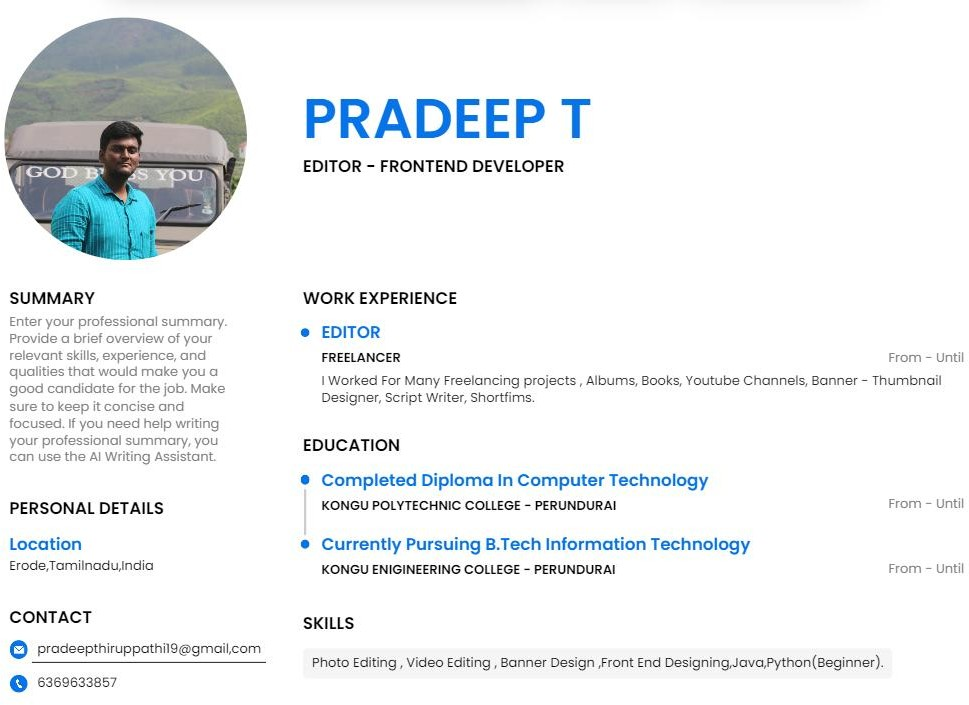 GOD BLESS YOU
PRADEEP T
EDITOR - FRONTEND DEVELOPER
SUMMARY
Enter your professional summary.
Provide a brief overview of your
relevant skills, experience, and
qualities that would make you a
good candidate for the job. Make
sure to keep it concise and
focused. If you need help writing
your professional summary, you
can use the AI Writing Assistant.
PERSONAL DETAILS
Location
Erode,Tamilnadu,India
CONTACT
pradeepthiruppathi19@gmail,com
6369633857
WORK EXPERIENCE
EDITOR
FREELANCER From - Until
I Worked For Many Freelancing projects , Albums, Books, Youtube Channels, Banner - Thumbnail
Designer, Script Writer, Shortfims.
EDUCATION
Completed Diploma In Computer Technology
KONGU POLYTECHNIC COLLEGE - PERUNDURAI From - Until
Currently Pursuing B.Tech Information Technology
KONGU ENIGINEERING COLLEGE - PERUNDURAI From - Until
SKILLS
Photo Editing , Video Editing , Banner Design ,Front End Designing,Java,Python(Beginner).